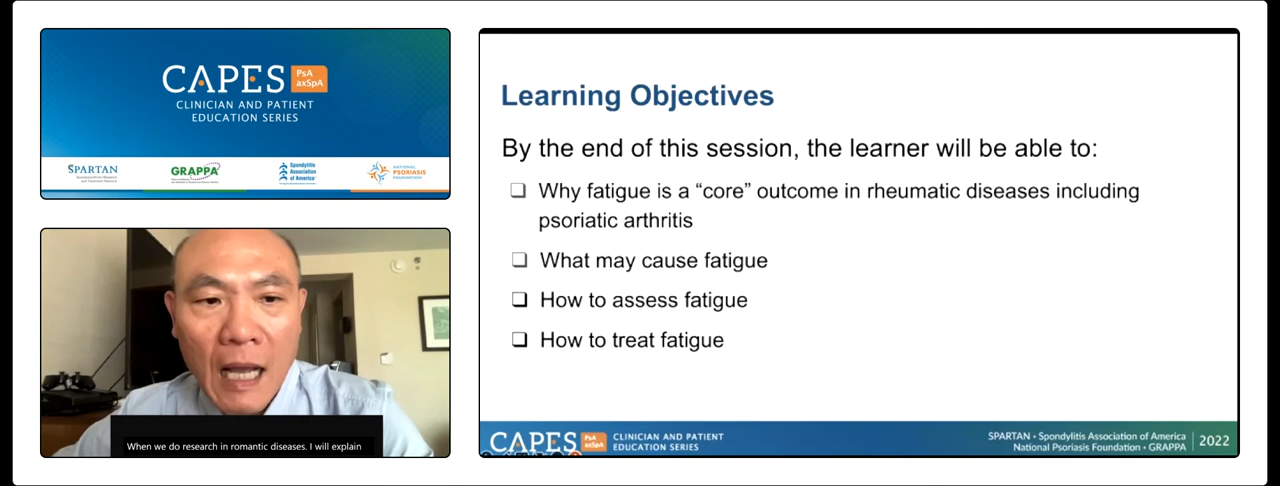 CAPES PsA
axSpA
CLINICIAN AND PATIENT
EDUCATION SERIES
SPARTAN
GRAPPA
Spondylitis
Association
of America
NATIONAL
PSORIASIS
FOUNDATION
When we do research in romantic diseases. I will explain
Learning Objectives
By the end of this session, the learner will be able to:
❑ Why fatigue is a “core” outcome in rheumatic diseases including
psoriatic arthritis
❑ What may cause fatigue
❑ How to assess fatigue
❑ How to treat fatigue
CAPES PsA
axSpA
CLINICIAN AND PATIENT
EDUCATION SERIES
SPARTAN • Spondylitis Association of America
National Psoriasis Foundation • GRAPPA
2022